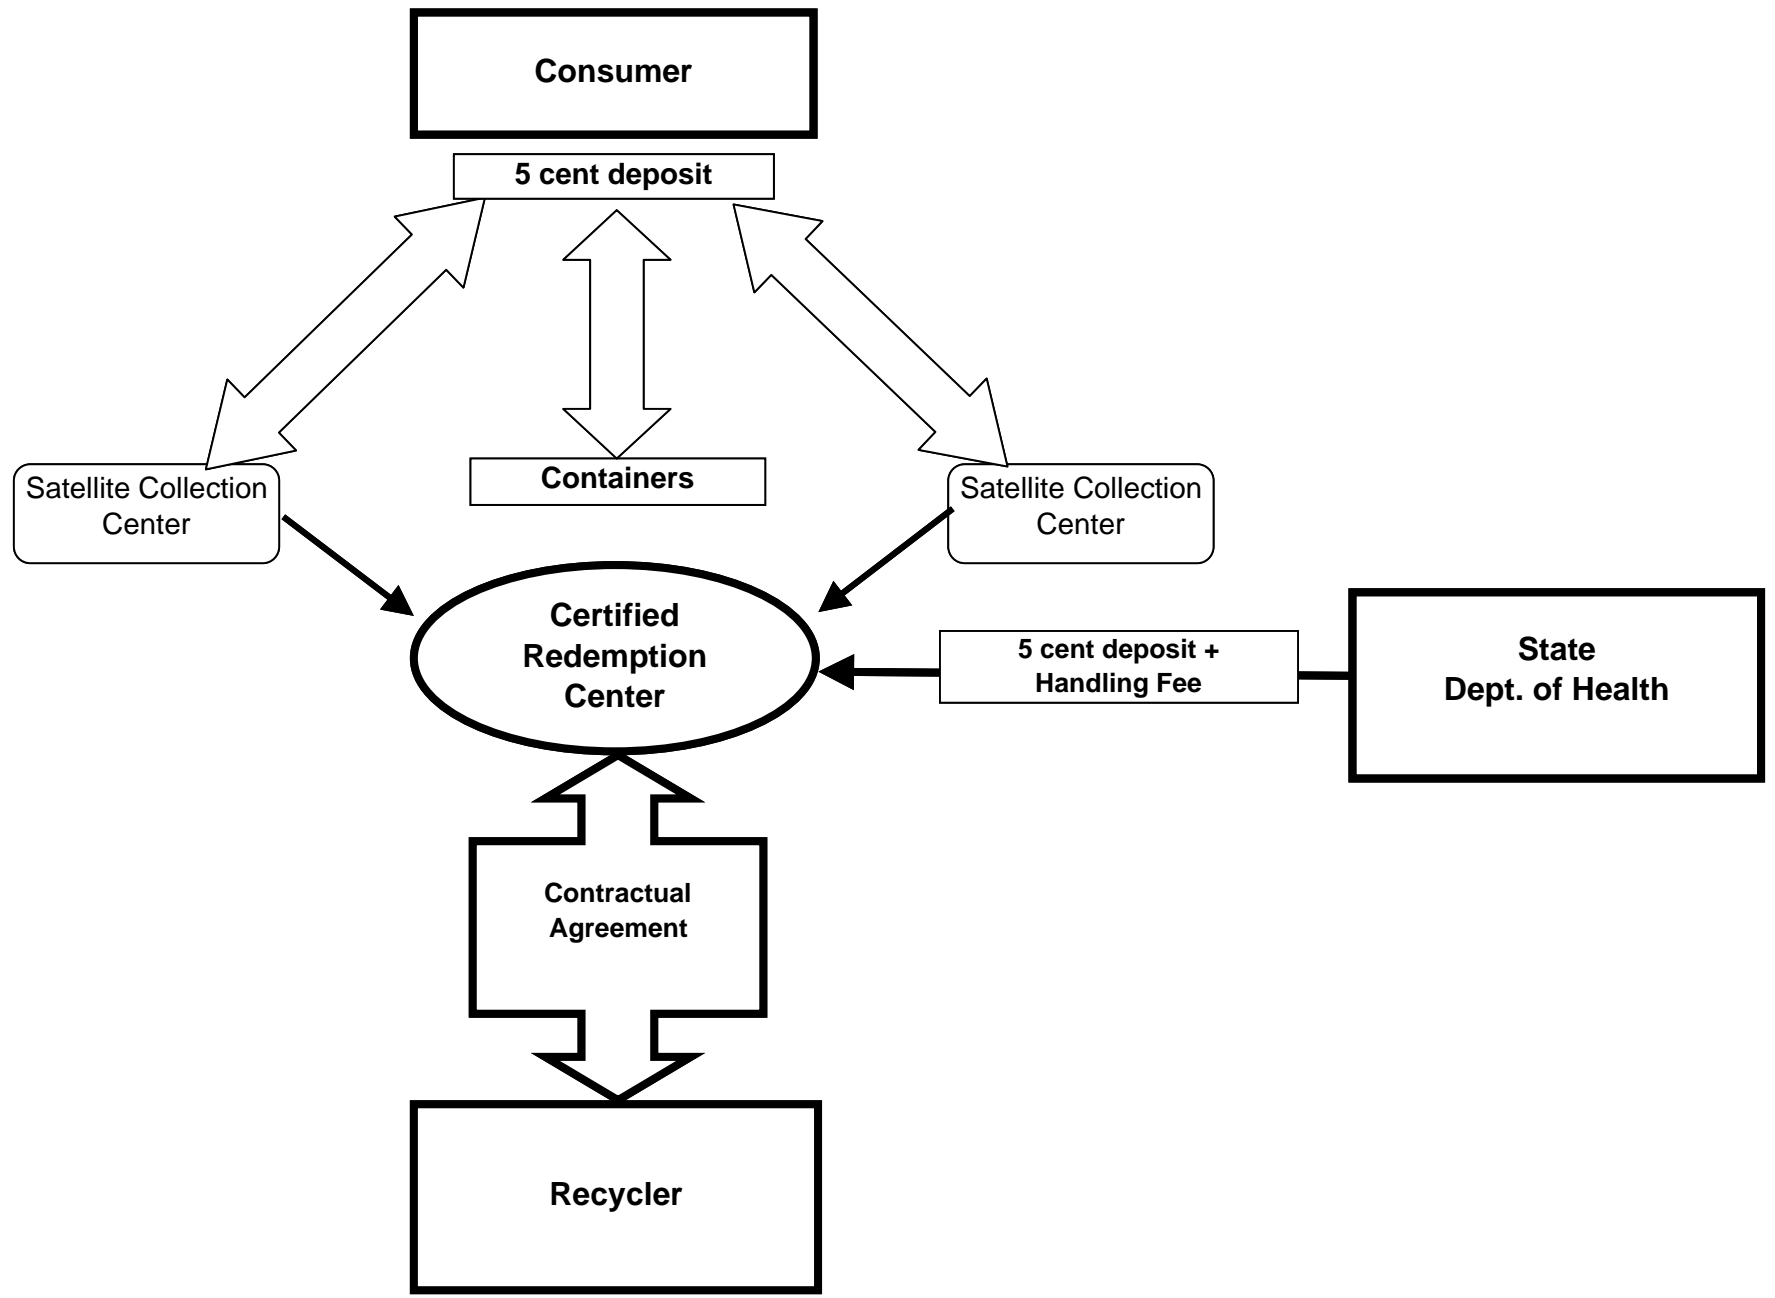 Consumer
5 cent deposit
Satellite Collection
Center
Containers
Satellite Collection
Center
Certified
Redemption
Center
5 cent deposit +
Handling Fee
State
Dept. of Health
Contractual
Agreement
Recycler